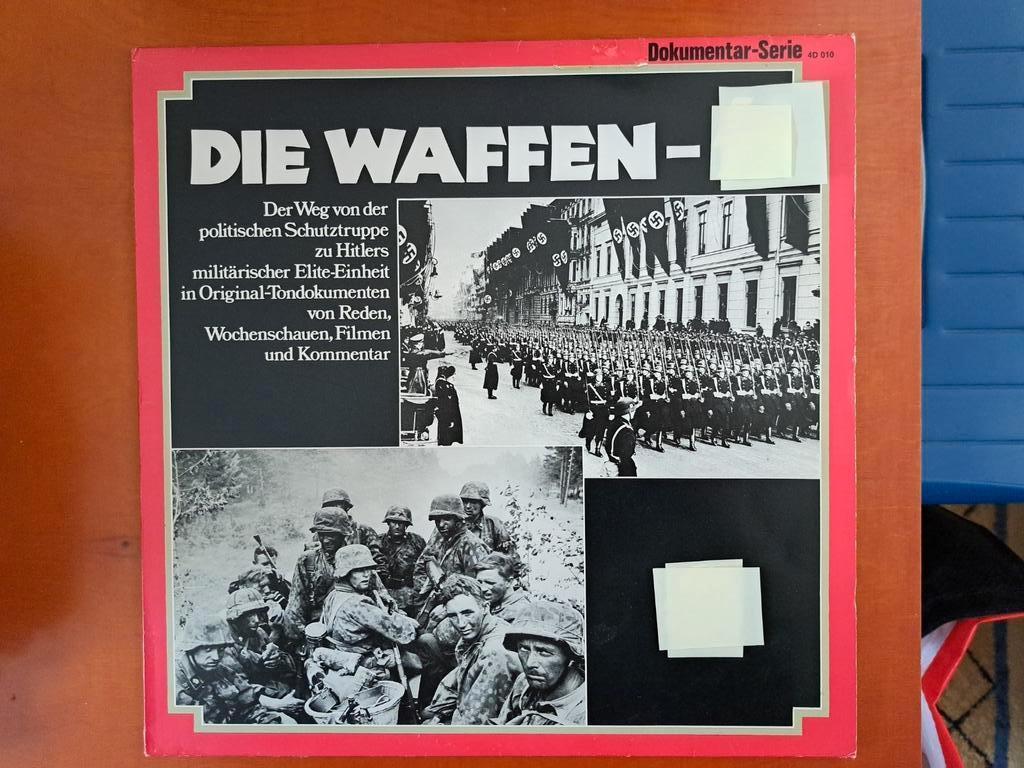 Dokumentar-Serie 4D 010
DIE WAFFEN-
Der Weg von der
politischen Schutztruppe
zu Hitlers
militärischer Elite-Einheit
in Original-Tondokumenten
von Reden,
Wochenschauen, Filmen
und Kommentar